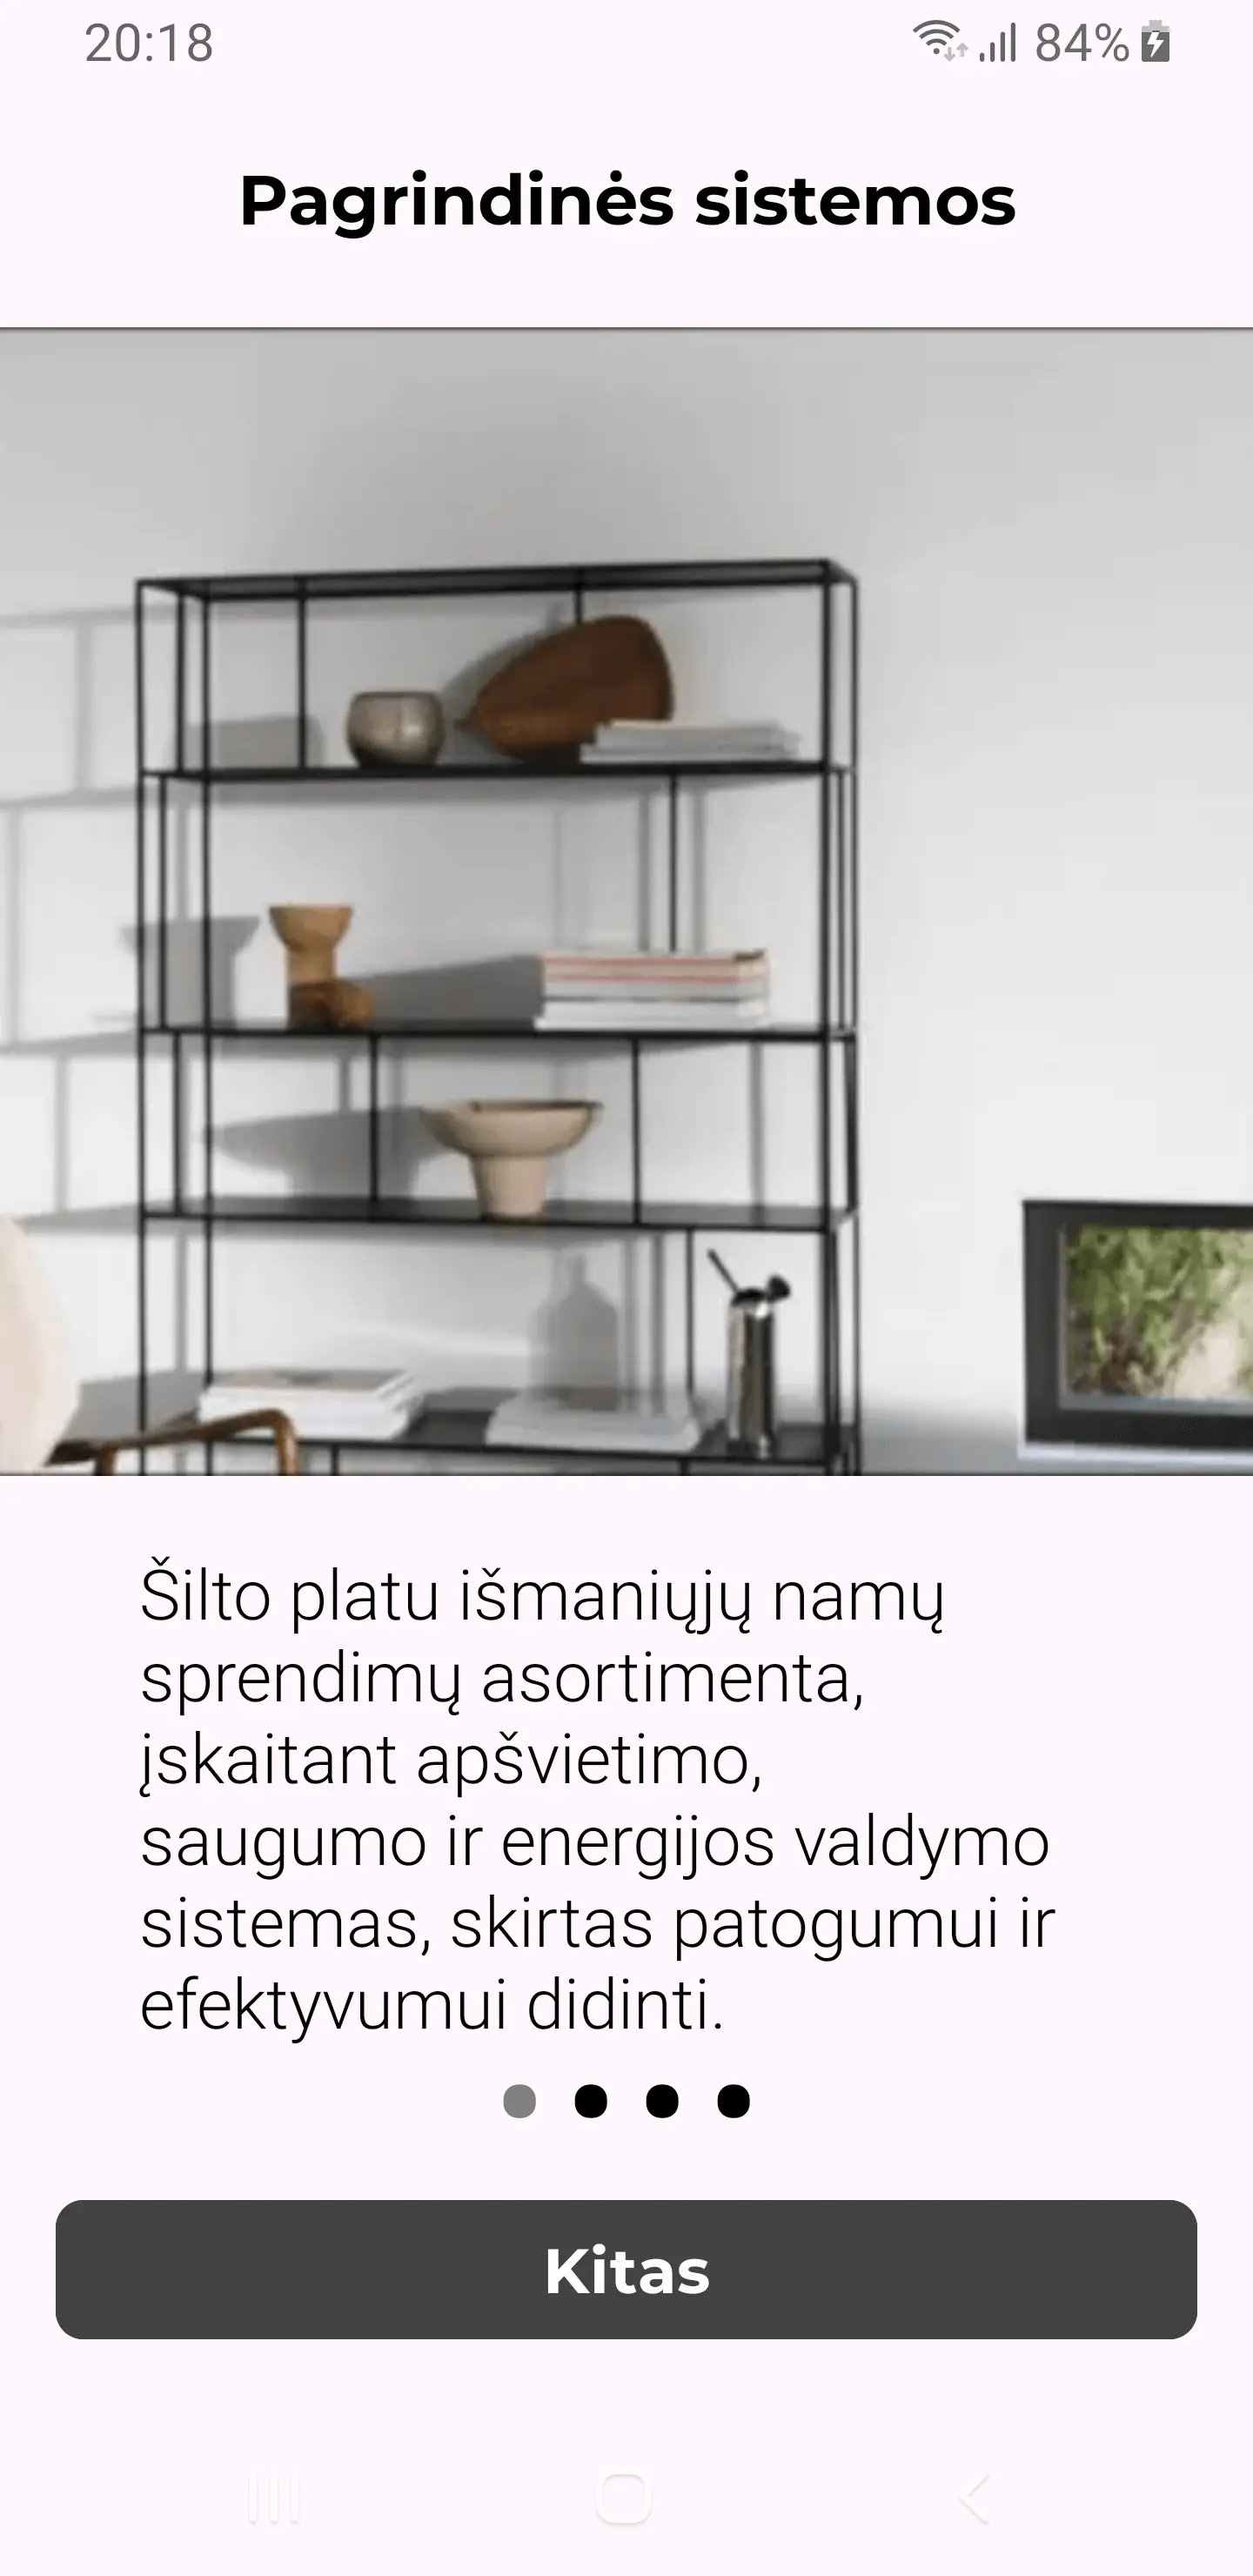 20:18
84%
Pagrindinės sistemos
Šilto platu išmaniųjų namų
sprendimų asortimenta,
įskaitant apšvietimo,
saugumo ir energijos valdymo
sistemas, skirtas patogumui ir
efektyvumui didinti.
Kitas